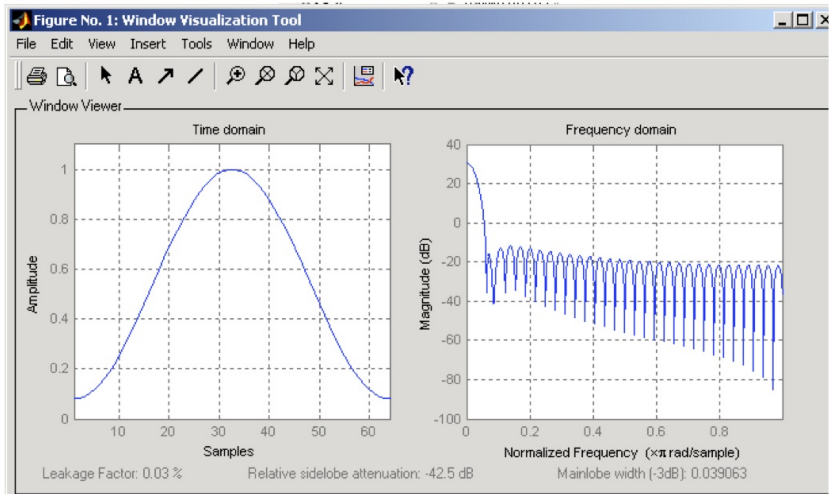 Figure No. 1: Window Visualization Tool
File Edit View Insert Tools Window Help
A
Window Viewer
Time domain
Frequency domain
1
0.8
0.6
0.4
0.2
0
Amplitude
10 20 30 40 50 60
Samples
40
20
0
-20
-40
-60
-80
-100
Magnitude (dB)
0 0.2 0.4 0.6 0.8
Normalized Frequency (×π rad/sample)
Leakage Factor: 0.03 % Relative sidelobe attenuation: -42.5 dB Mainlobe width (-3dB): 0.039063